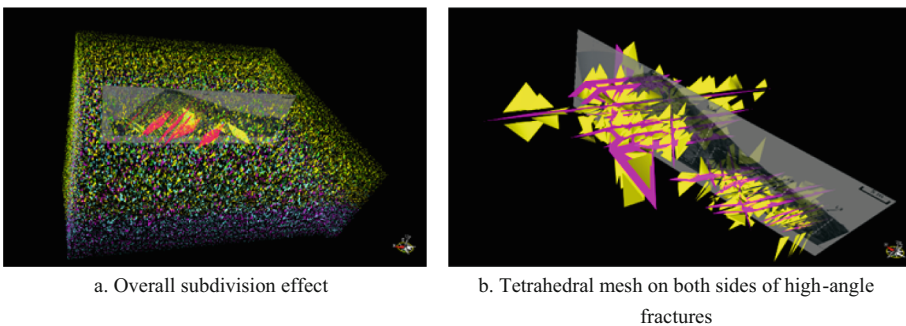 a. Overall subdivision effect
b. Tetrahedral mesh on both sides of high-angle
fractures